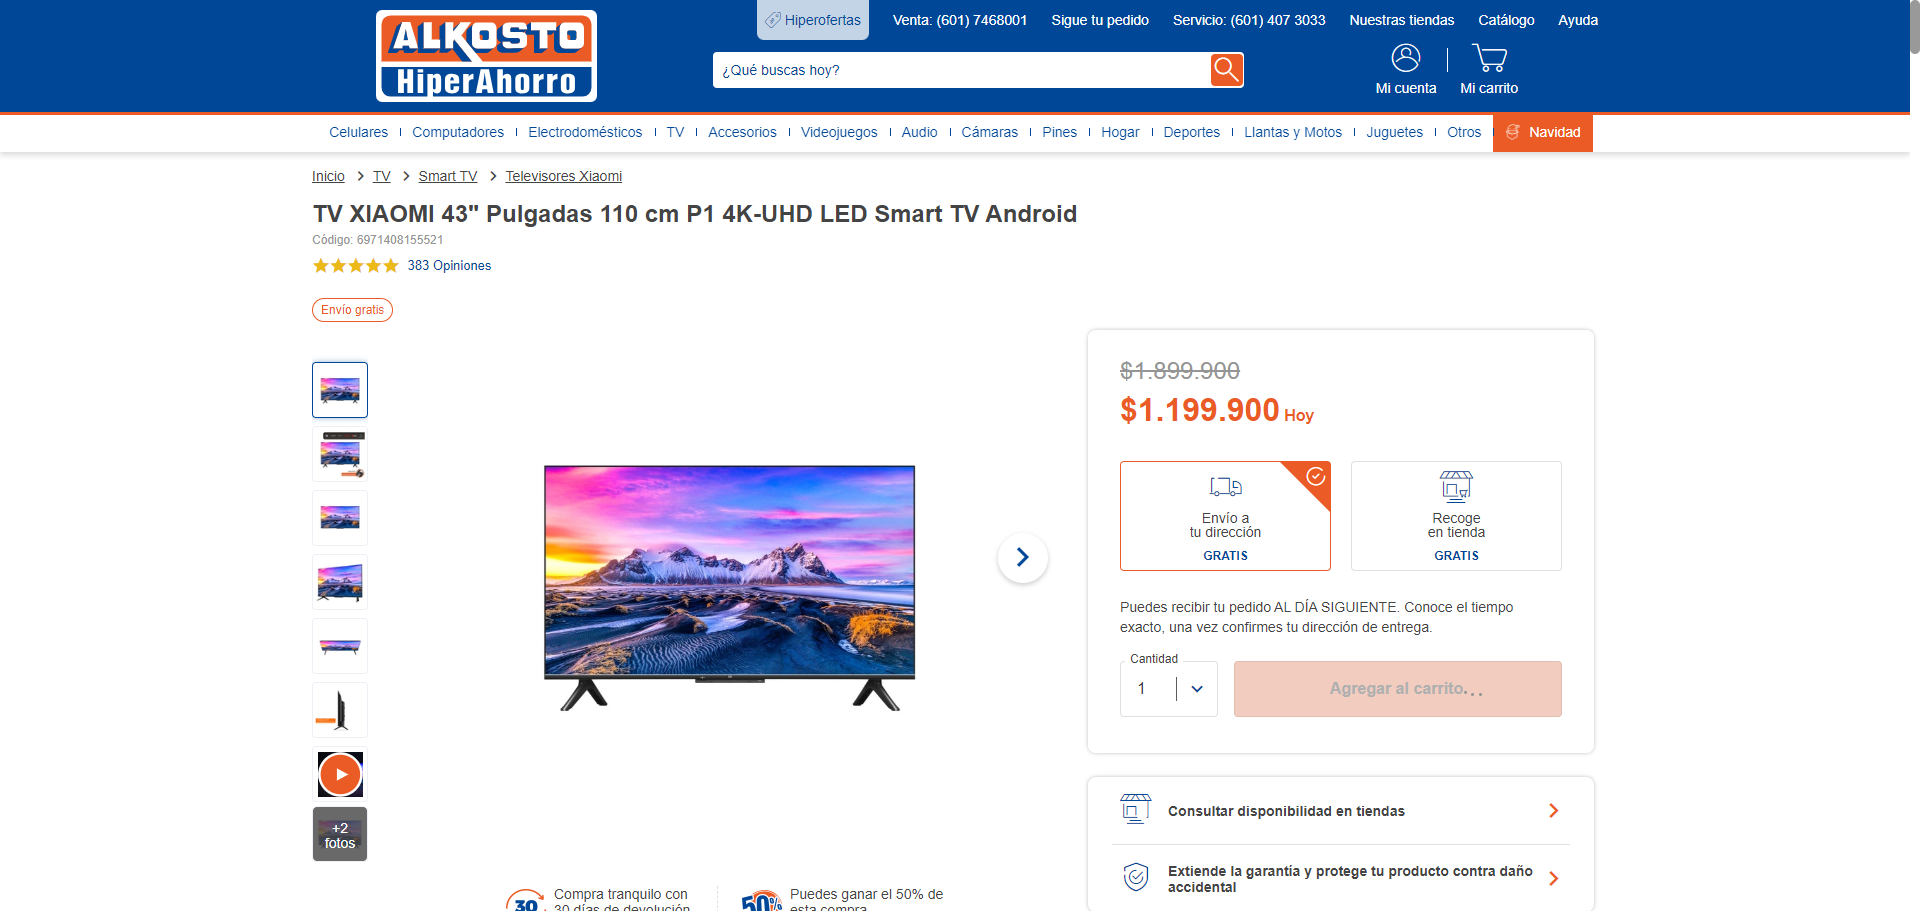 ALKOSTO
HiperAhorro
Hiperofertas
Venta: (601) 7468001
Sigue tu pedido
Servicio: (601) 407 3033
Nuestras tiendas
Catálogo
Ayuda
¿Qué buscas hoy?
Mi cuenta
Mi carrito
Celulares
Computadores
Electrodomésticos
TV
Accesorios
Videojuegos
Audio
Cámaras
Pines
Hogar
Deportes
Llantas y Motos
Juguetes
Otros
Navidad
Inicio
TV
Smart TV
Televisores Xiaomi
TV XIAOMI 43" Pulgadas 110 cm P1 4K-UHD LED Smart TV Android
Código: 6971408155521
383 Opiniones
Envío gratis
+2
fotos
$1.899.900
$1.199.900 Hoy
Envío a
tu dirección
GRATIS
Recoge
en tienda
GRATIS
Puedes recibir tu pedido AL DÍA SIGUIENTE. Conoce el tiempo
exacto, una vez confirmes tu dirección de entrega.
Cantidad
1
Agregar al carrito...
Consultar disponibilidad en tiendas
Extiende la garantía y protege tu producto contra daño
accidental
30
Compra tranquilo con
30 días de devolución
50%
Puedes ganar el 50% de
esta compra